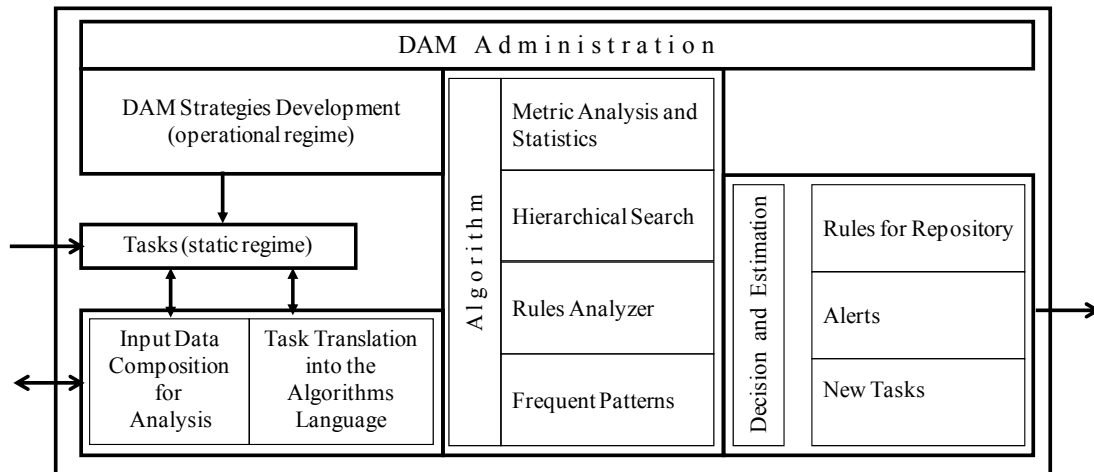 DAM Administration
DAM Strategies Development
(operational regime)
Tasks (static regime)
Input Data
Composition
for
Analysis
Task Translation
into the
Algorithms
Language
Algorithm
Metric Analysis and
Statistics
Hierarchical Search
Rules Analyzer
Frequent Patterns
Decision and Estimation
Rules for Repository
Alerts
New Tasks